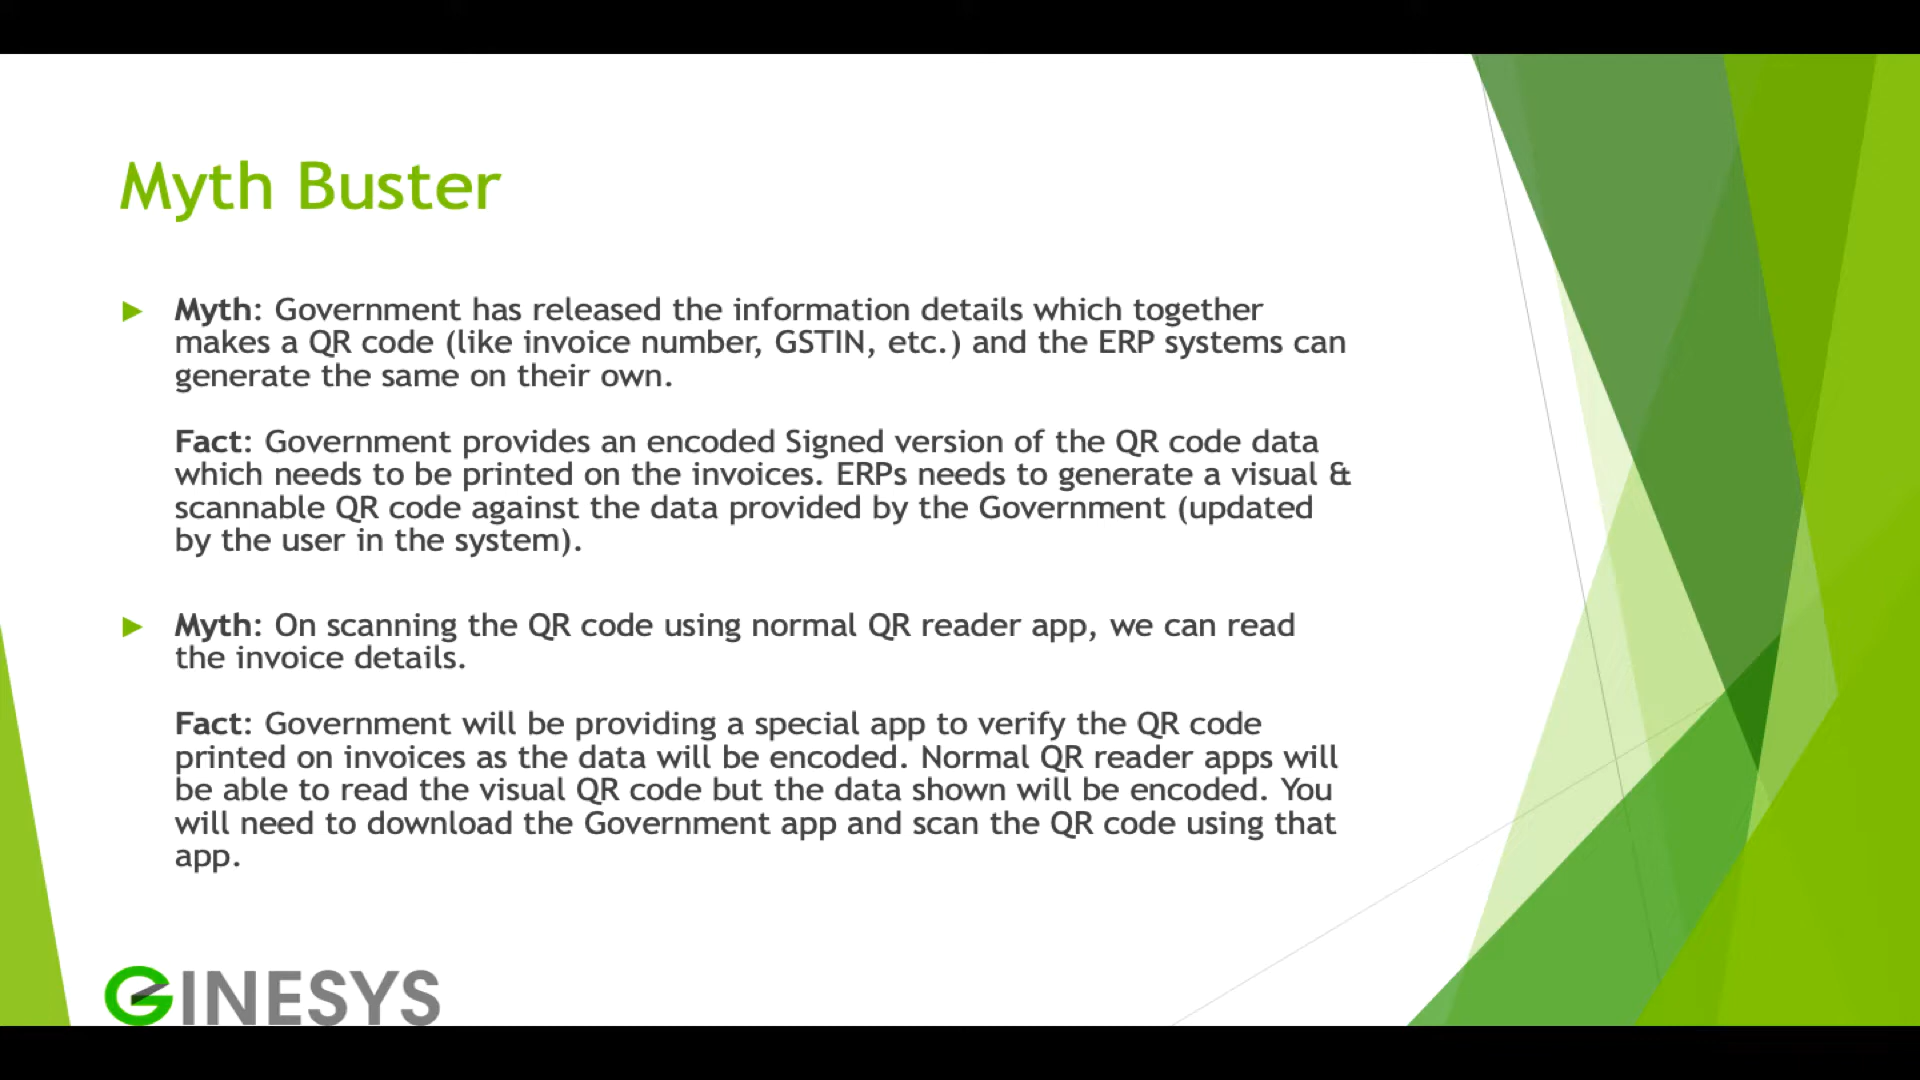 Myth Buster
Myth: Government has released the information details which together
makes a QR code (like invoice number, GSTIN, etc.) and the ERP systems can
generate the same on their own.
Fact: Government provides an encoded Signed version of the QR code data
which needs to be printed on the invoices. ERPs needs to generate a visual &
scannable QR code against the data provided by the Government (updated
by the user in the system).
Myth: On scanning the QR code using normal QR reader app, we can read
the invoice details.
Fact: Government will be providing a special app to verify the QR code
printed on invoices as the data will be encoded. Normal QR reader apps will
be able to read the visual QR code but the data shown will be encoded. You
will need to download the Government app and scan the QR code using that
app.
GINESYS